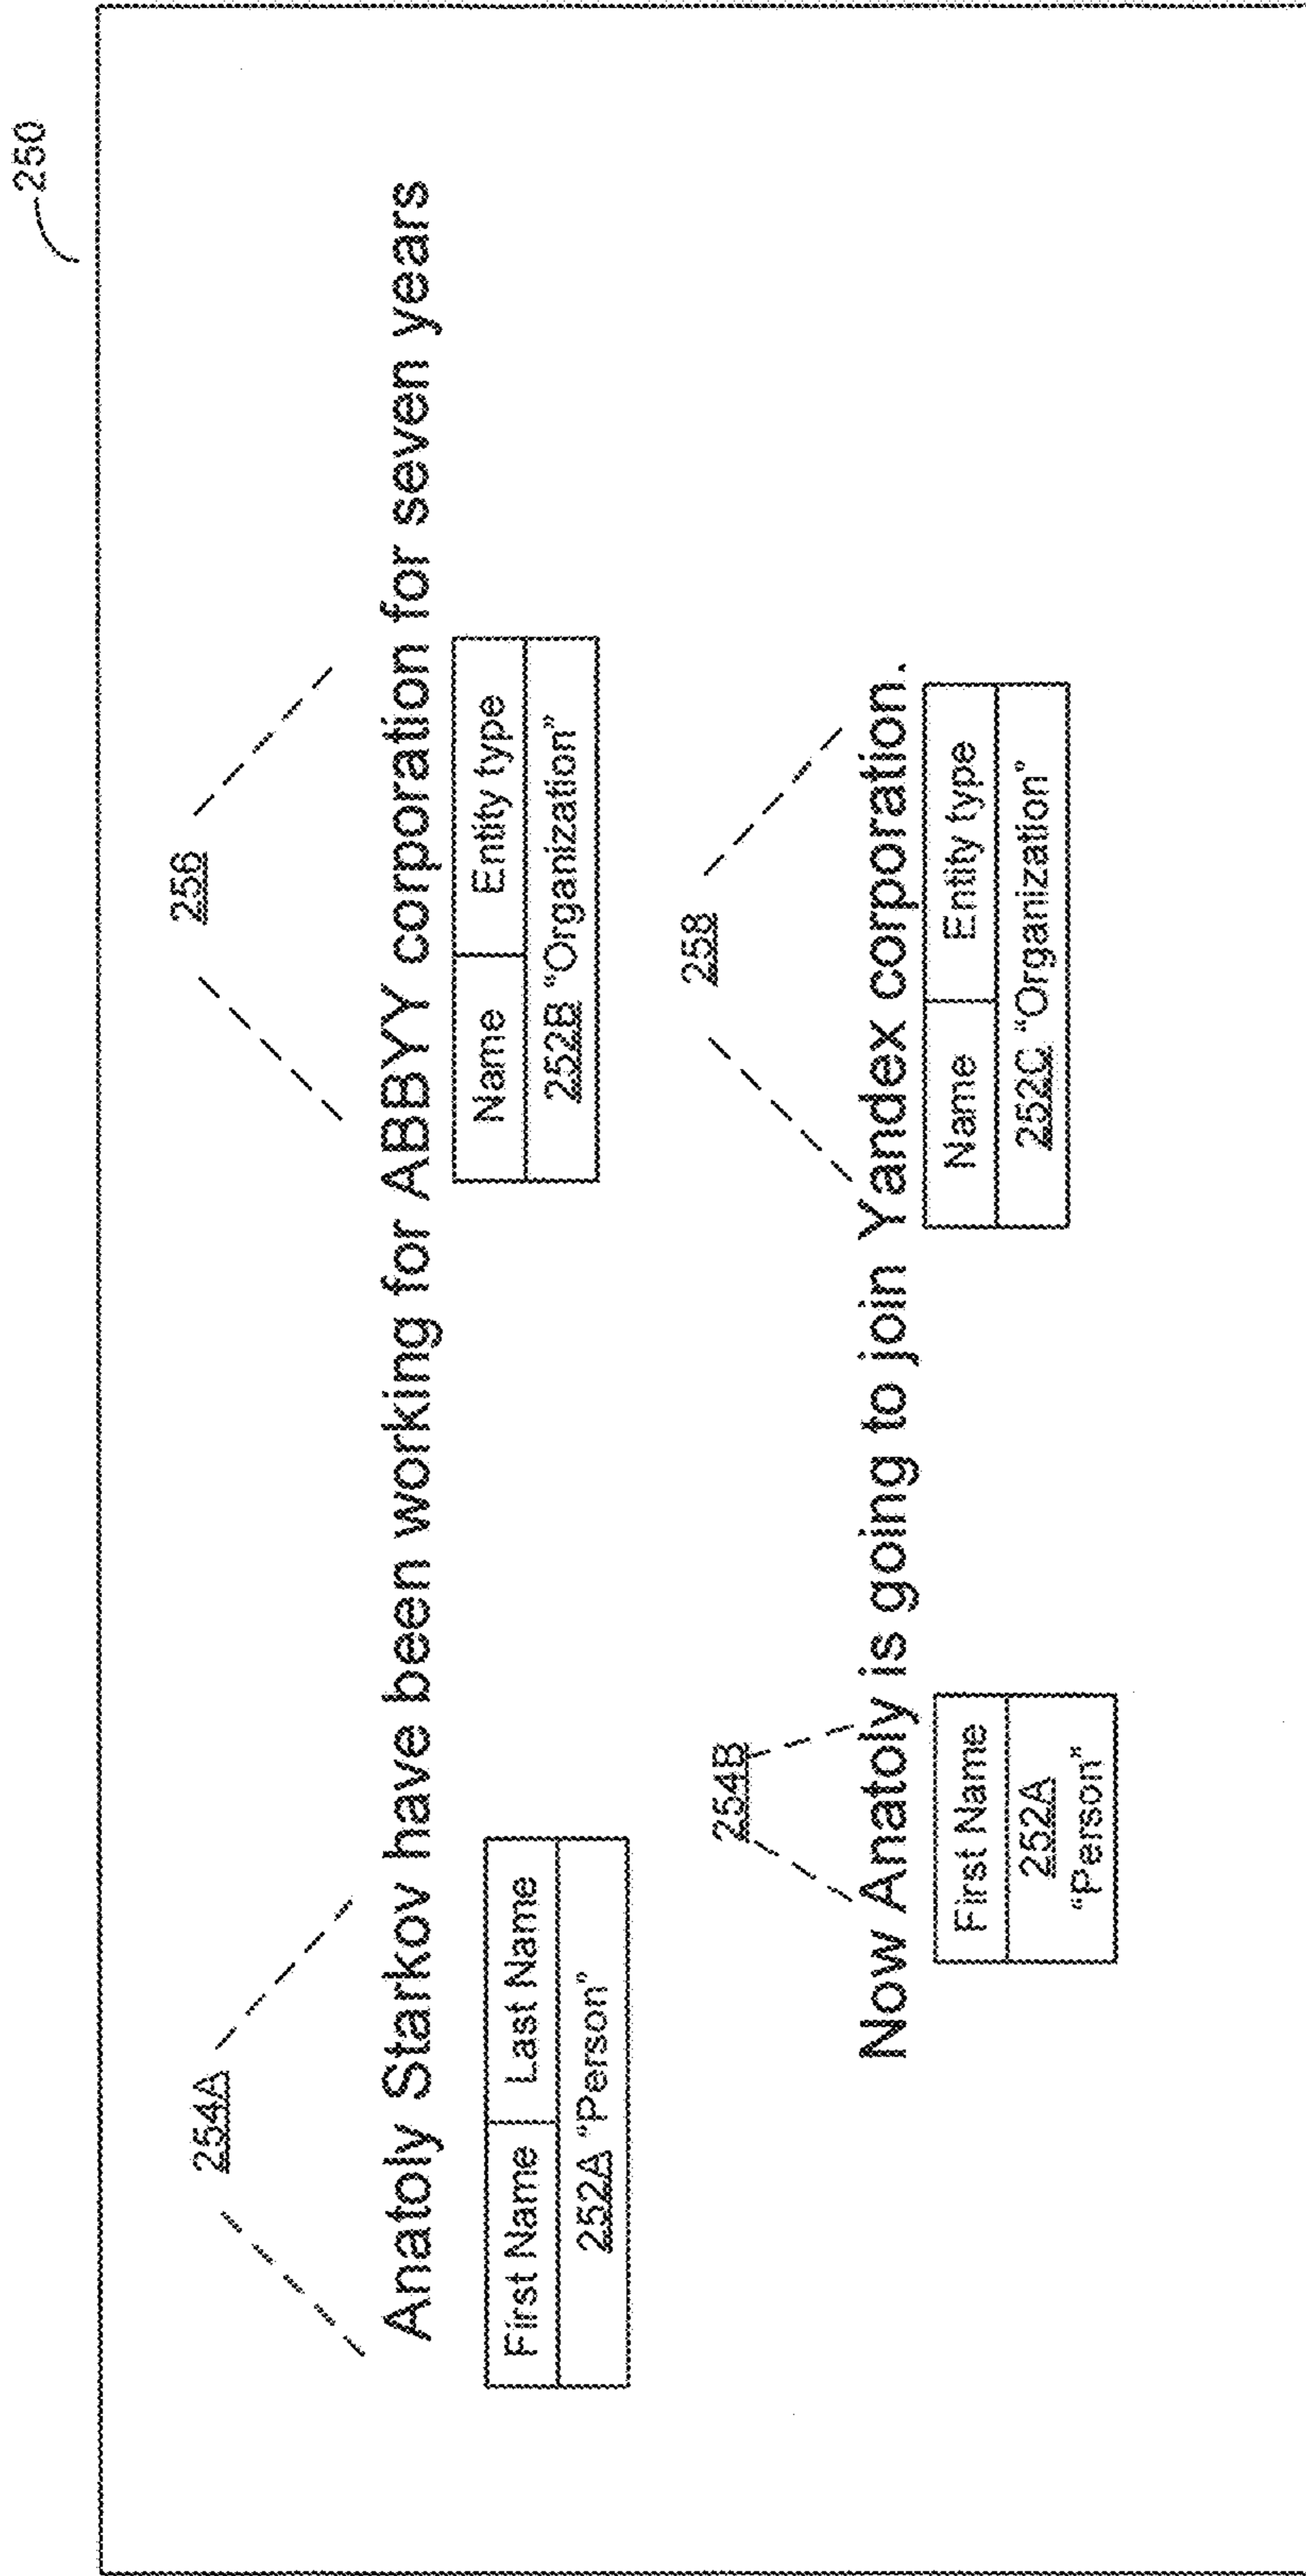 250
254A 256
Anatoly Starkov have been working for ABBYY corporation for seven years
First Name Last Name
252A "Person"
Name Entity type
252B "Organization"
254B 258
Now Anatoly is going to join Yandex corporation.
First Name
252A
"Person"
Name Entity type
252C "Organization"